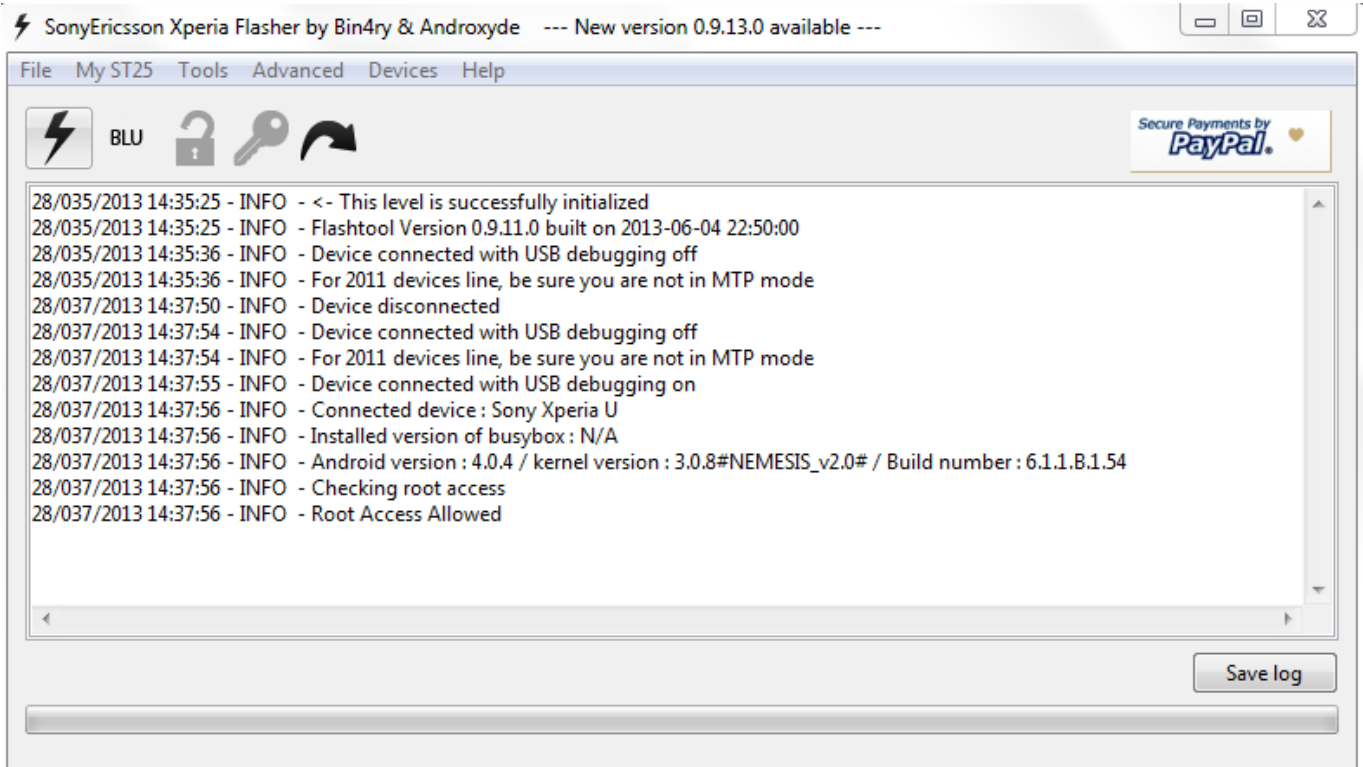 SonyEricsson Xperia Flasher by Bin4ry & Androxyde --- New version 0.9.13.0 available ---
File My ST25 Tools Advanced Devices Help
BLU
Secure Payments by
PayPal.
28/035/2013 14:35:25 - INFO - <- This level is successfully initialized
28/035/2013 14:35:25 - INFO - Flashtool Version 0.9.11.0 built on 2013-06-04 22:50:00
28/035/2013 14:35:36 - INFO - Device connected with USB debugging off
28/035/2013 14:35:36 - INFO - For 2011 devices line, be sure you are not in MTP mode
28/037/2013 14:37:50 - INFO - Device disconnected
28/037/2013 14:37:54 - INFO - Device connected with USB debugging off
28/037/2013 14:37:54 - INFO - For 2011 devices line, be sure you are not in MTP mode
28/037/2013 14:37:55 - INFO - Device connected with USB debugging on
28/037/2013 14:37:56 - INFO - Connected device : Sony Xperia U
28/037/2013 14:37:56 - INFO - Installed version of busybox : N/A
28/037/2013 14:37:56 - INFO - Android version : 4.0.4 / kernel version : 3.0.8#NEMESIS_v2.0# / Build number : 6.1.1.B.1.54
28/037/2013 14:37:56 - INFO - Checking root access
28/037/2013 14:37:56 - INFO - Root Access Allowed
Save log